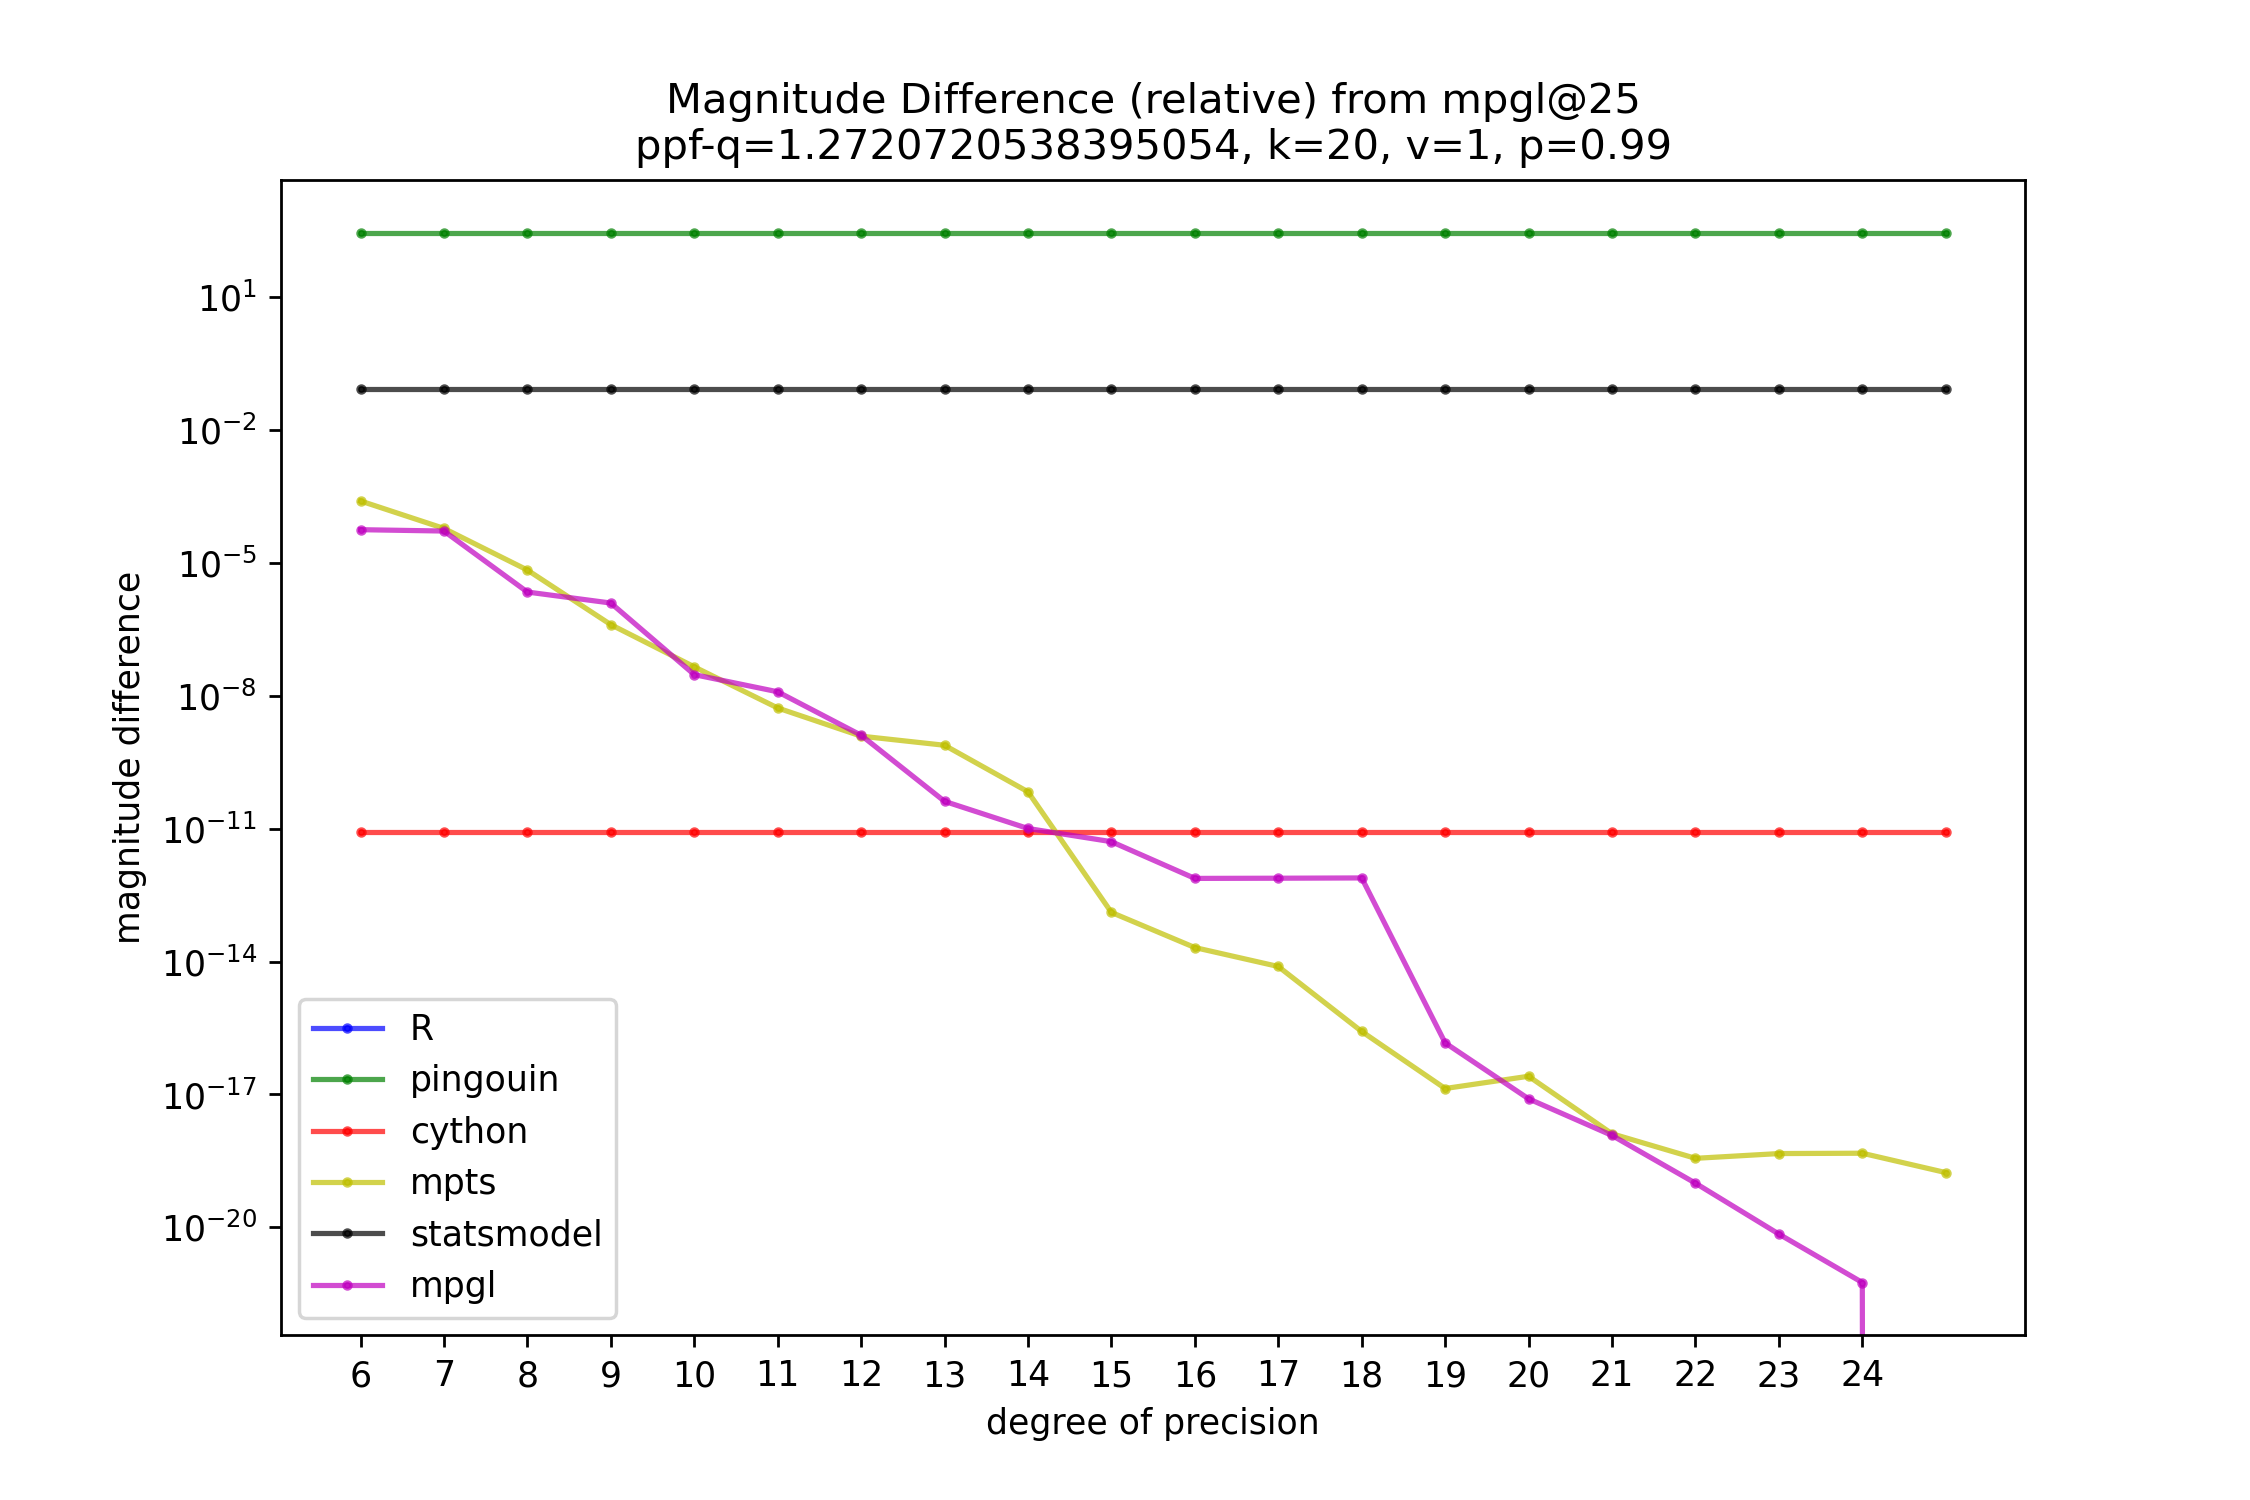 Magnitude Difference (relative) from mpgl@25
ppf-q=1.2720720538395054, k=20, v=1, p=0.99
magnitude difference
10¹
10⁻²
10⁻⁵
10⁻⁸
10⁻¹¹
10⁻¹⁴
10⁻¹⁷
10⁻²⁰
R
pingouin
cython
mpts
statsmodel
mpgl
6 7 8 9 10 11 12 13 14 15 16 17 18 19 20 21 22 23 24
degree of precision